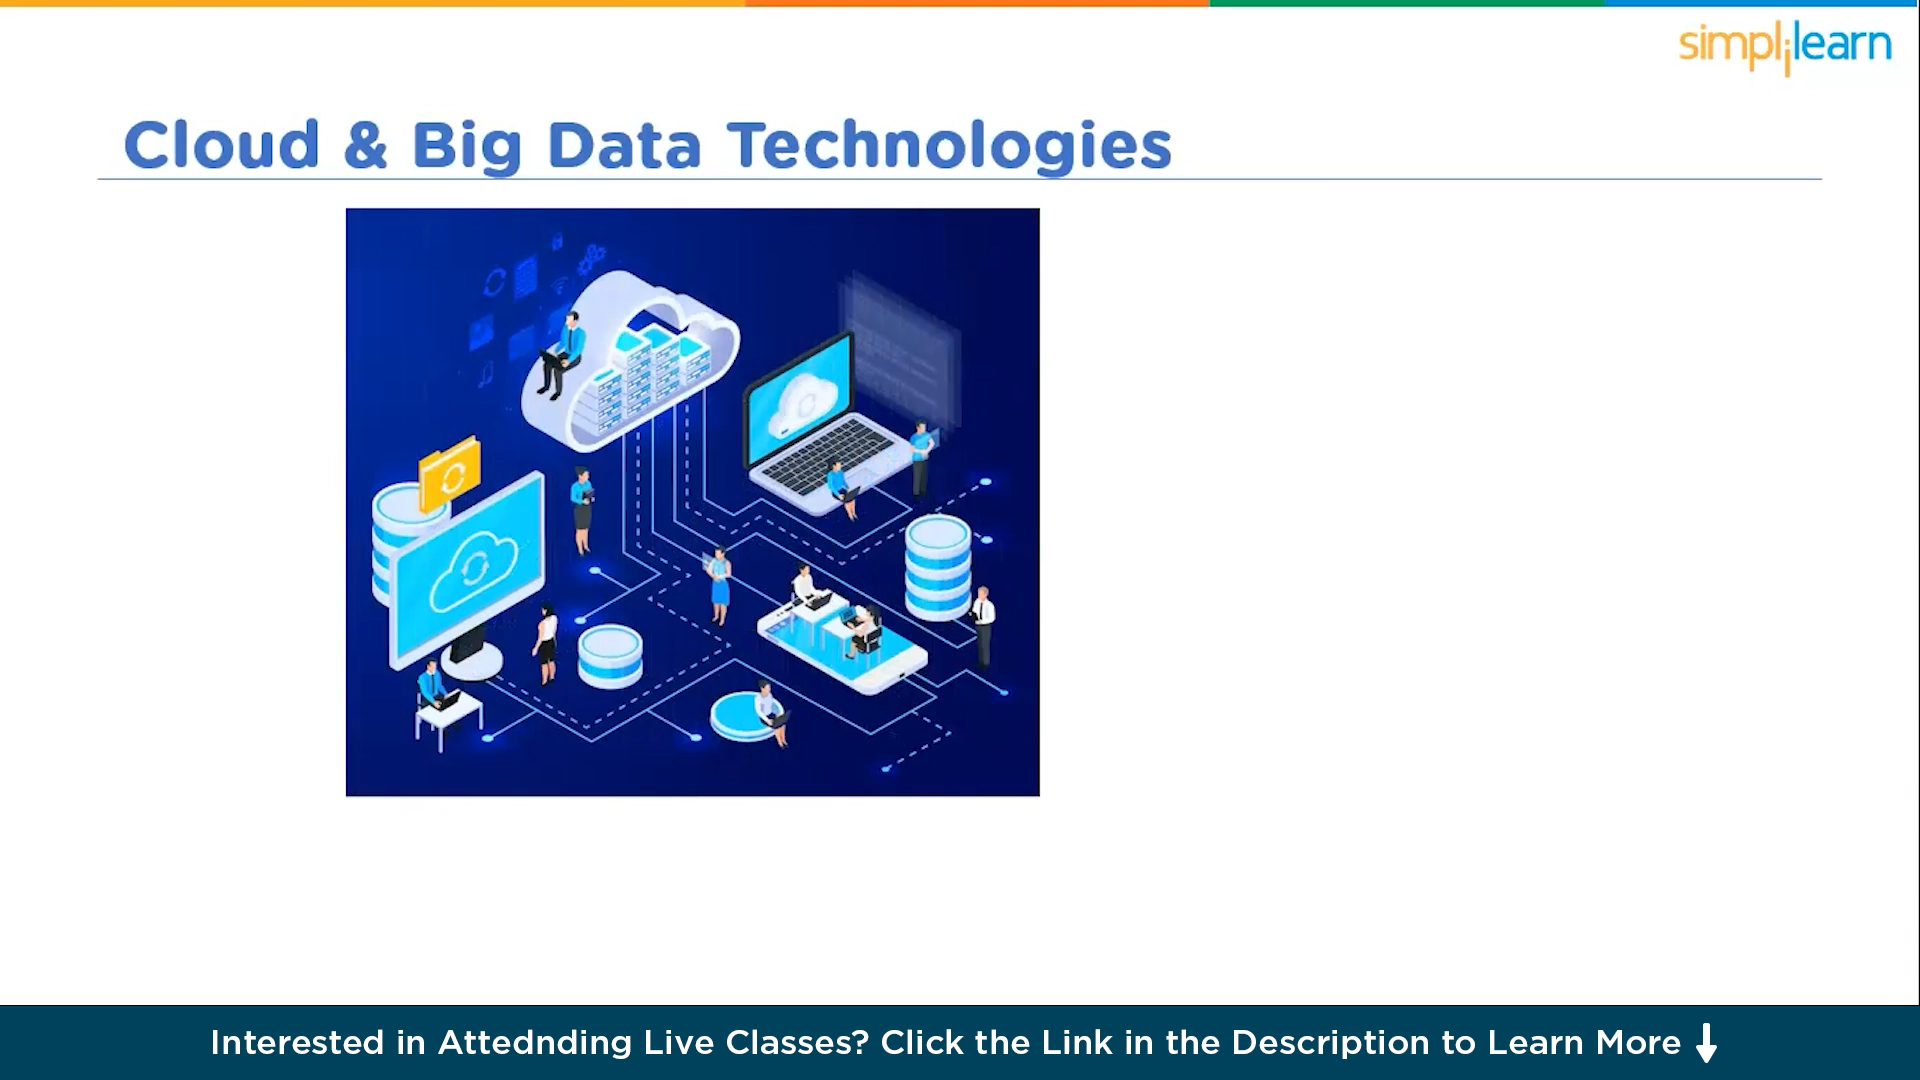 simplilearn
Cloud & Big Data Technologies
Interested in Attednding Live Classes? Click the Link in the Description to Learn More